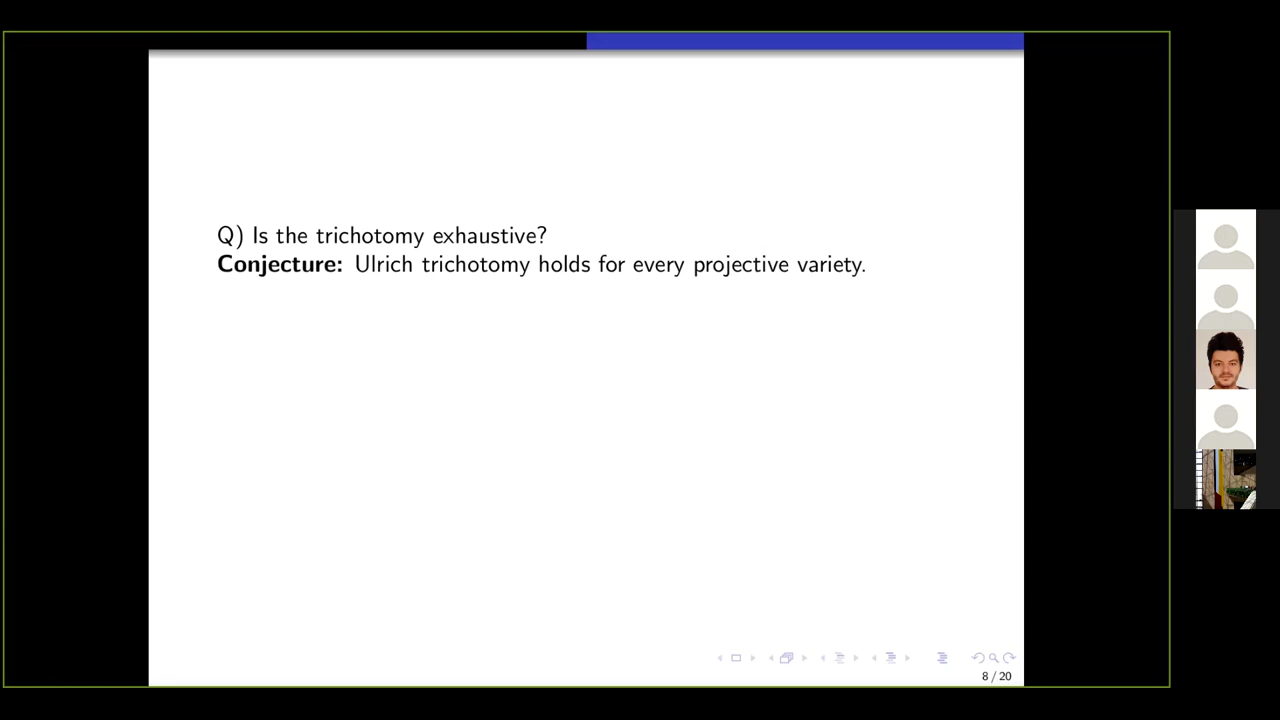 Q) Is the trichotomy exhaustive?
Conjecture: Ulrich trichotomy holds for every projective variety.
8 / 20